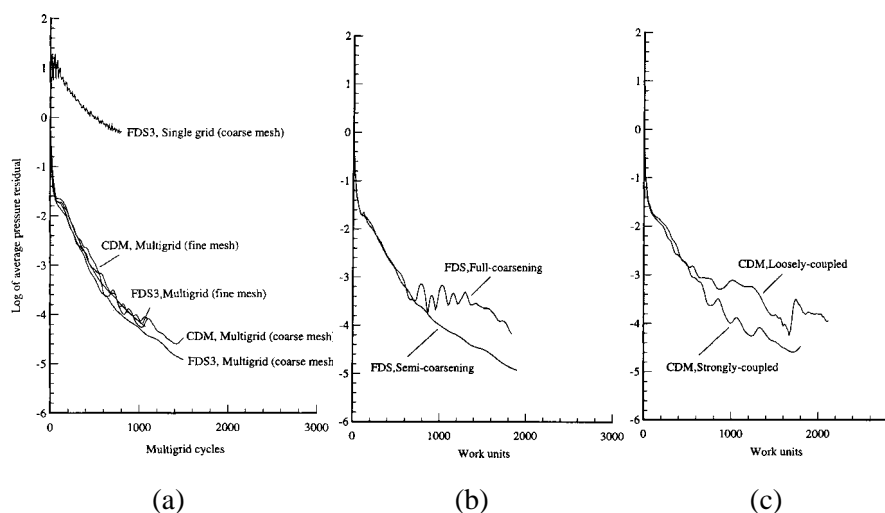 2
1
0
-1
-2
-3
-4
-5
-6
0
1000
2000
3000
Log of average pressure residual
Multigrid cycles
FDS3, Single grid (coarse mesh)
CDM, Multigrid (fine mesh)
FDS3,Multigrid (fine mesh)
CDM, Multigrid (coarse mesh
FDS3, Multigrid (coarse mesh)
(a)
2
1
0
-1
-2
-3
-4
-5
-6
0
1000
2000
3000
Work units
FDS,Full-coarsening
FDS,Semi-coarsening
(b)
2
1
0
-1
-2
-3
-4
-5
-6
0
1000
2000
Work units
CDM,Loosely-coupled
CDM,Strongly-coupled
(c)